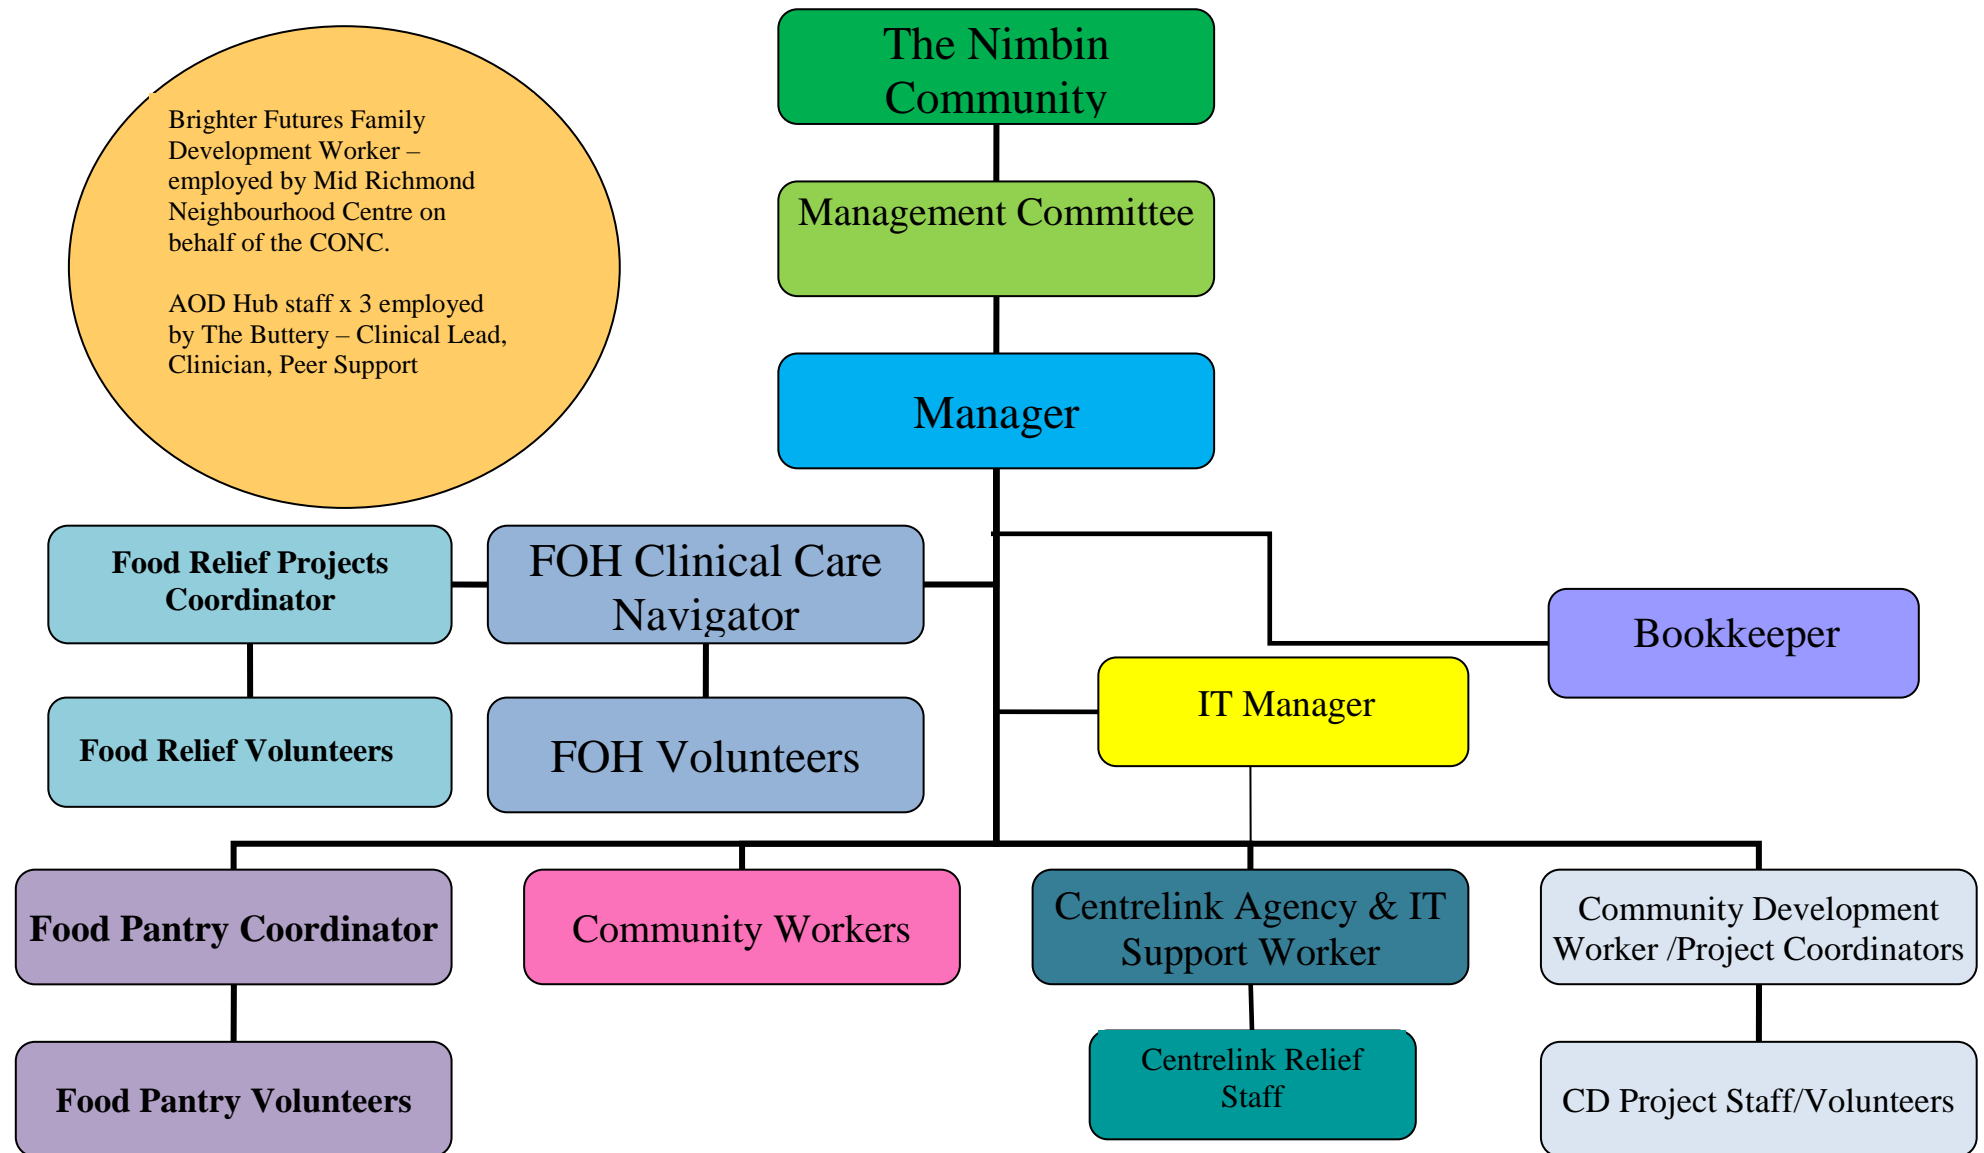 The Nimbin
Community
Brighter Futures Family
Development Worker –
employed by Mid Richmond
Neighbourhood Centre on
behalf of the CONC.
AOD Hub staff x 3 employed
by The Buttery – Clinical Lead,
Clinician, Peer Support
Management Committee
Manager
Food Relief Projects
Coordinator
FOH Clinical Care
Navigator
Bookkeeper
IT Manager
Food Relief Volunteers
FOH Volunteers
Food Pantry Coordinator
Community Workers
Centrelink Agency & IT
Support Worker
Community Development
Worker /Project Coordinators
Food Pantry Volunteers
Centrelink Relief
Staff
CD Project Staff/Volunteers